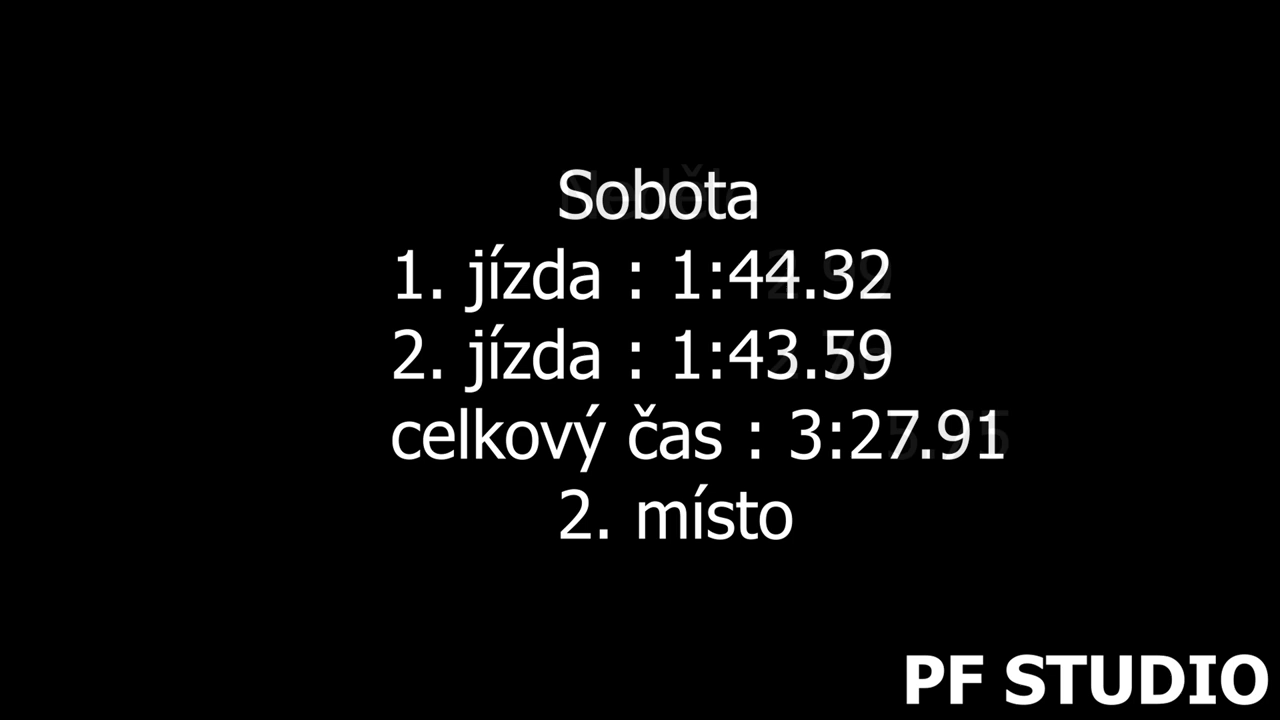 Sobota
1. jízda : 1:44.32
2. jízda : 1:43.59
celkový čas : 3:27.91
2. místo
PF STUDIO